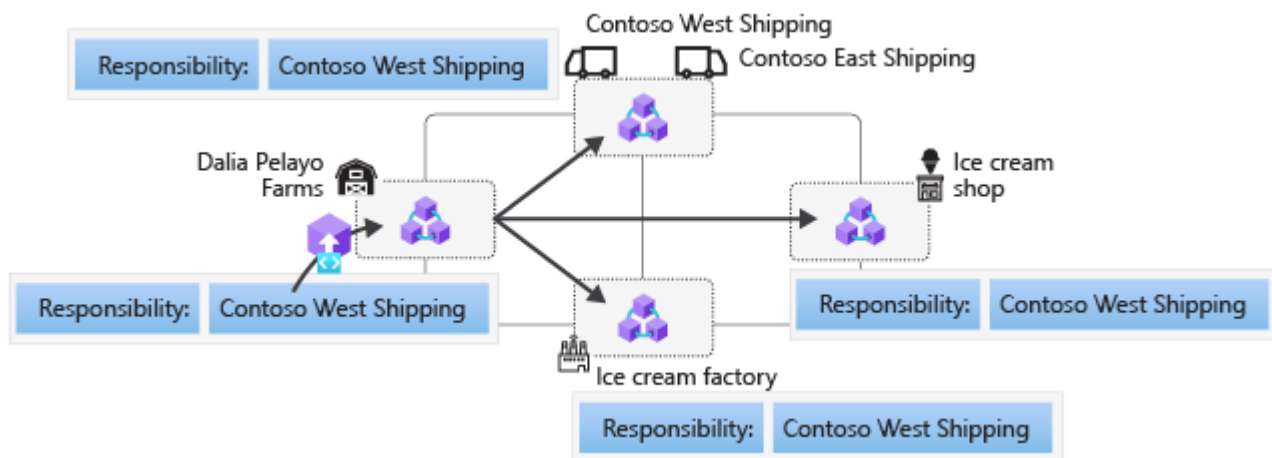 Contoso West Shipping
Responsibility: Contoso West Shipping
Contoso East Shipping
Dalia Pelayo
Farms
Ice cream
shop
Responsibility: Contoso West Shipping
Responsibility: Contoso West Shipping
Ice cream factory
Responsibility: Contoso West Shipping